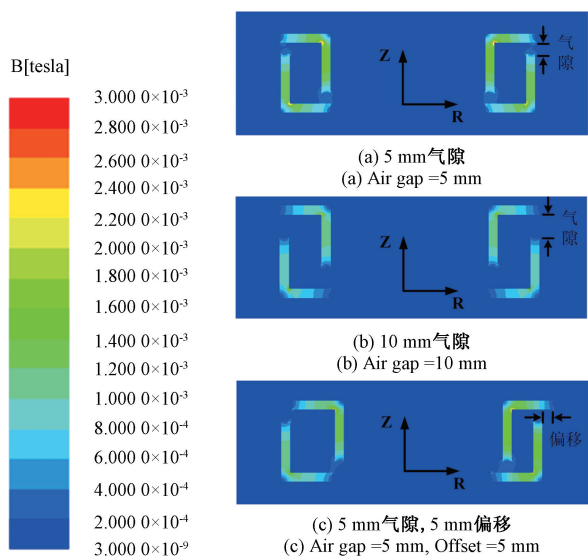 B[tesla]
3.000 0×10⁻³
2.800 0×10⁻³
2.600 0×10⁻³
2.400 0×10⁻³
2.200 0×10⁻³
2.000 0×10⁻³
1.800 0×10⁻³
1.600 0×10⁻³
1.400 0×10⁻³
1.200 0×10⁻³
1.000 0×10⁻³
8.000 0×10⁻⁴
6.000 0×10⁻⁴
4.000 0×10⁻⁴
2.000 0×10⁻⁴
3.000 0×10⁻⁹
Z
R
气
隙
(a) 5 mm气隙
(a) Air gap =5 mm
Z
R
气
隙
(b) 10 mm气隙
(b) Air gap =10 mm
Z
R
偏移
(c) 5 mm气隙, 5 mm偏移
(c) Air gap =5 mm, Offset =5 mm